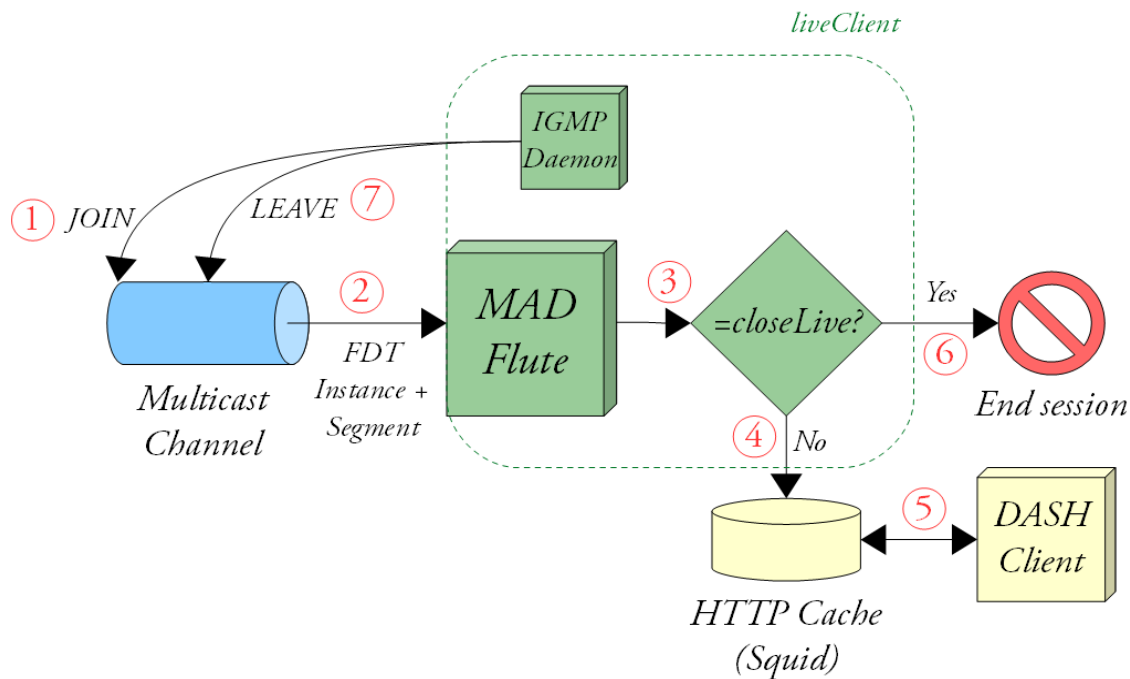 liveClient
IGMP
Daemon
① JOIN
LEAVE ⑦
②
FDT
Instance +
Segment
MAD
Flute
③
=closeLive?
Yes
⑥
End session
④ No
Multicast
Channel
⑤
DASH
Client
HTTP Cache
(Squid)